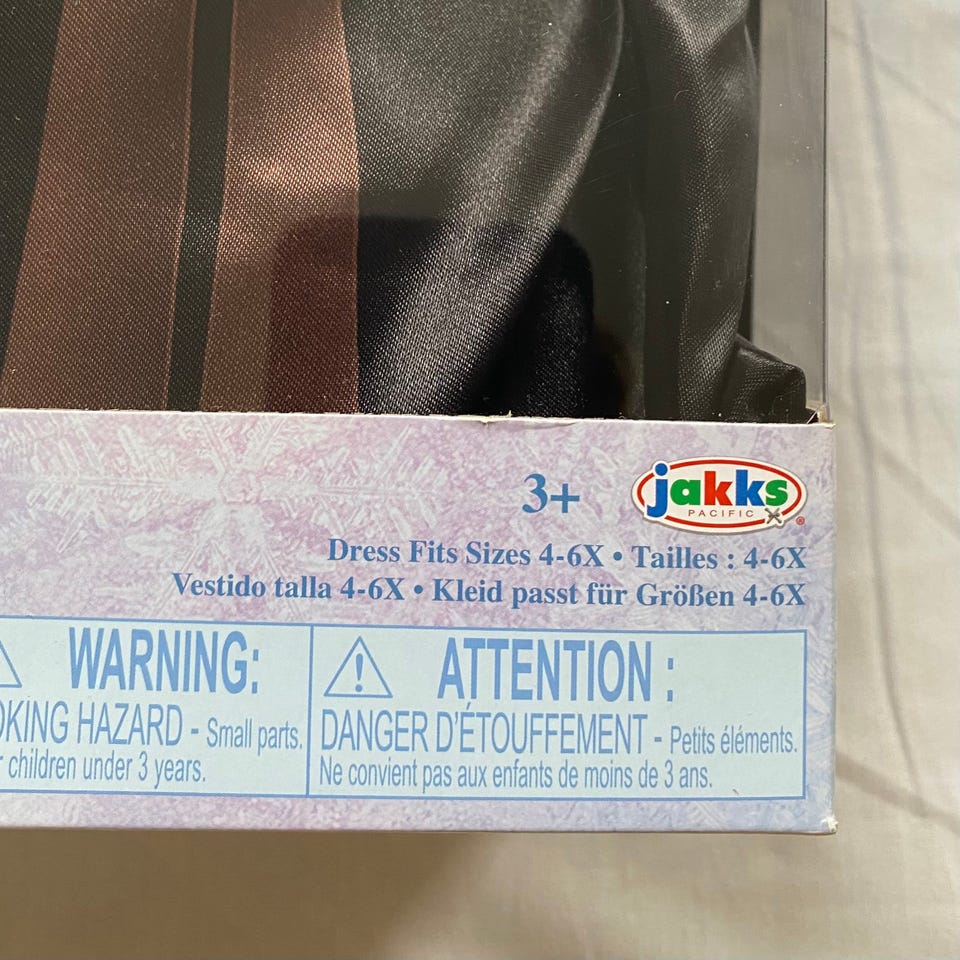 3+
jakks
PACIFIC
®
Dress Fits Sizes 4-6X • Tailles : 4-6X
Vestido talla 4-6X • Kleid passt für Größen 4-6X
WARNING:
HAZARD - Small parts.
children under 3 years.
ATTENTION :
DANGER D'ÉTOUFFEMENT - Petits éléments.
Ne convient pas aux enfants de moins de 3 ans.